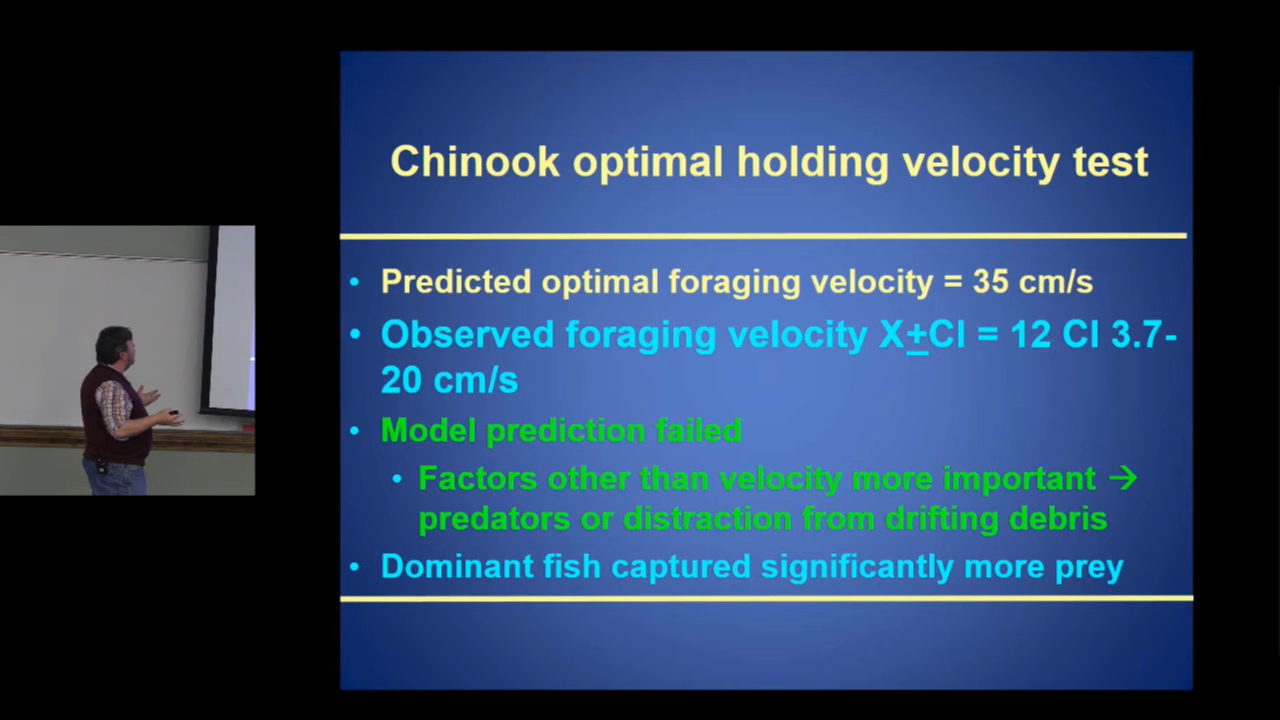 Chinook optimal holding velocity test
• Predicted optimal foraging velocity = 35 cm/s
• Observed foraging velocity X+CI = 12 CI 3.7-
20 cm/s
• Model prediction failed
• Factors other than velocity more important →
predators or distraction from drifting debris
• Dominant fish captured significantly more prey